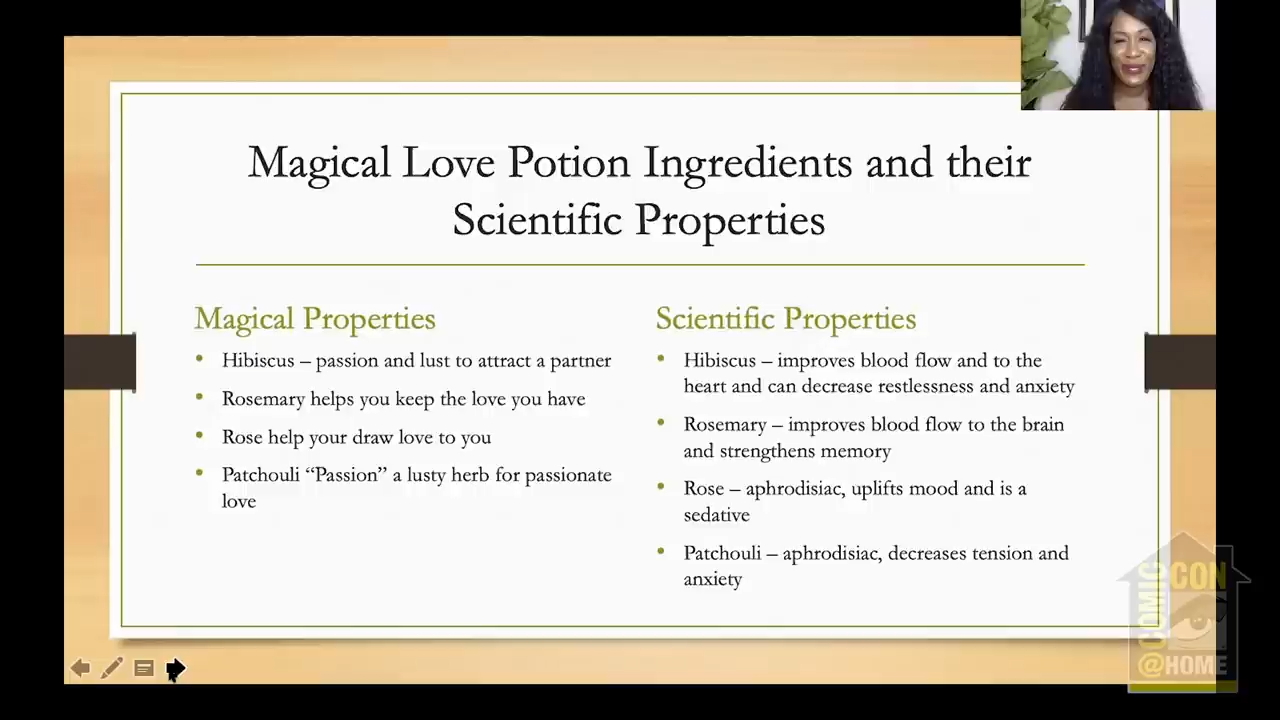 Magical Love Potion Ingredients and their
Scientific Properties
Magical Properties
• Hibiscus – passion and lust to attract a partner
• Rosemary helps you keep the love you have
• Rose help your draw love to you
• Patchouli “Passion” a lusty herb for passionate
love
Scientific Properties
• Hibiscus – improves blood flow and to the
heart and can decrease restlessness and anxiety
• Rosemary – improves blood flow to the brain
and strengthens memory
• Rose – aphrodisiac, uplifts mood and is a
sedative
• Patchouli – aphrodisiac, decreases tension and
anxiety
COMIC
CON
@HOME